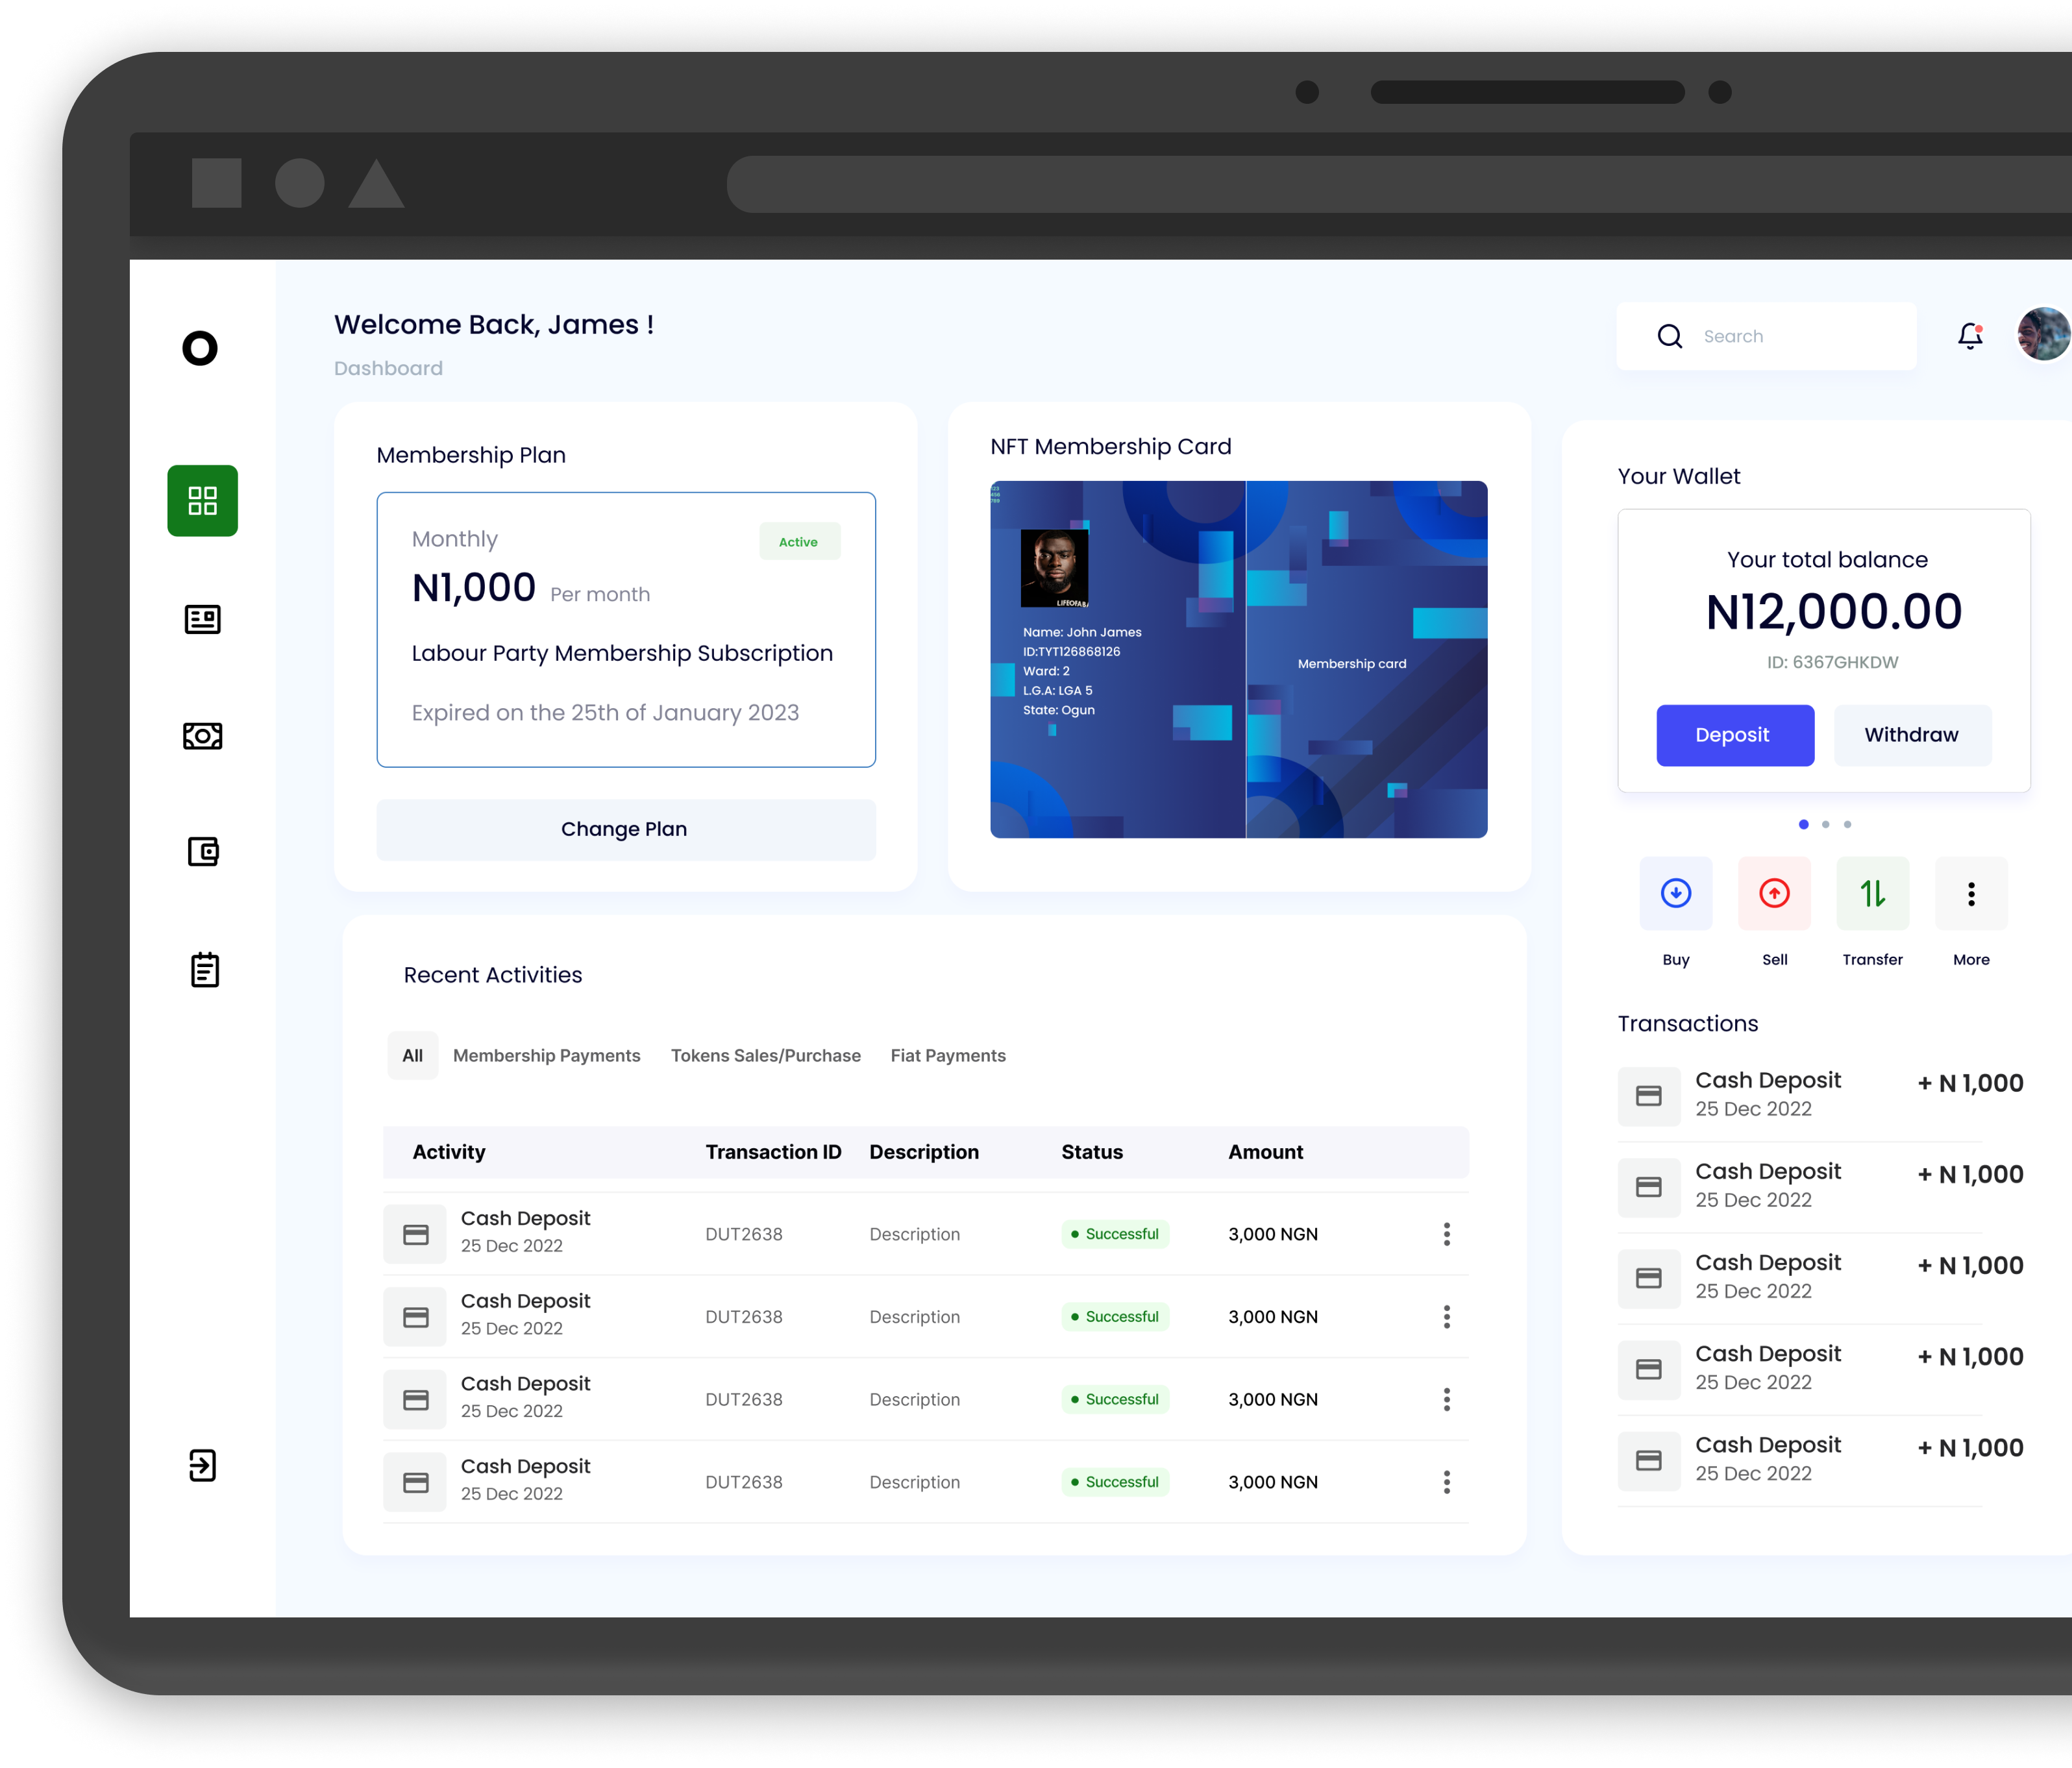 Welcome Back, James !
Dashboard
Search
Membership Plan
Monthly
Active
N1,000 Per month
Labour Party Membership Subscription
Expired on the 25th of January 2023
Change Plan
NFT Membership Card
123
456
789
LIFEOFABA
Name: John James
ID:TYT126868126
Ward: 2
L.G.A: LGA 5
State: Ogun
Membership card
Your Wallet
Your total balance
N12,000.00
ID: 6367GHKDW
Deposit Withdraw
Buy Sell Transfer More
Transactions
Cash Deposit + N 1,000
25 Dec 2022
Cash Deposit + N 1,000
25 Dec 2022
Cash Deposit + N 1,000
25 Dec 2022
Cash Deposit + N 1,000
25 Dec 2022
Cash Deposit + N 1,000
25 Dec 2022
Recent Activities
All Membership Payments Tokens Sales/Purchase Fiat Payments
Activity Transaction ID Description Status Amount
Cash Deposit
25 Dec 2022
DUT2638 Description Successful 3,000 NGN
Cash Deposit
25 Dec 2022
DUT2638 Description Successful 3,000 NGN
Cash Deposit
25 Dec 2022
DUT2638 Description Successful 3,000 NGN
Cash Deposit
25 Dec 2022
DUT2638 Description Successful 3,000 NGN